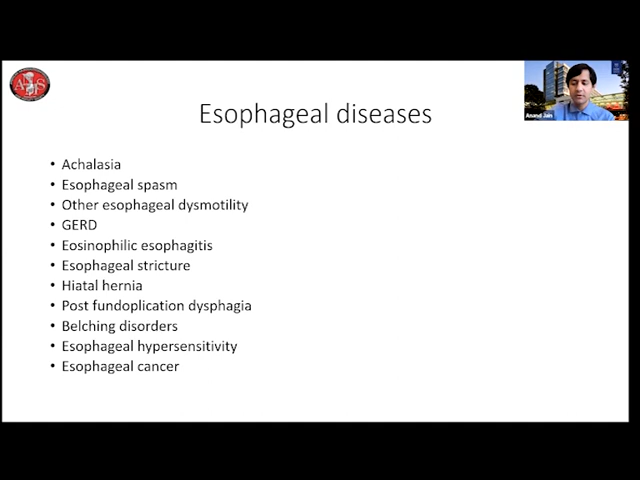 Esophageal diseases
Anand Jain
• Achalasia
• Esophageal spasm
• Other esophageal dysmotility
• GERD
• Eosinophilic esophagitis
• Esophageal stricture
• Hiatal hernia
• Post fundoplication dysphagia
• Belching disorders
• Esophageal hypersensitivity
• Esophageal cancer